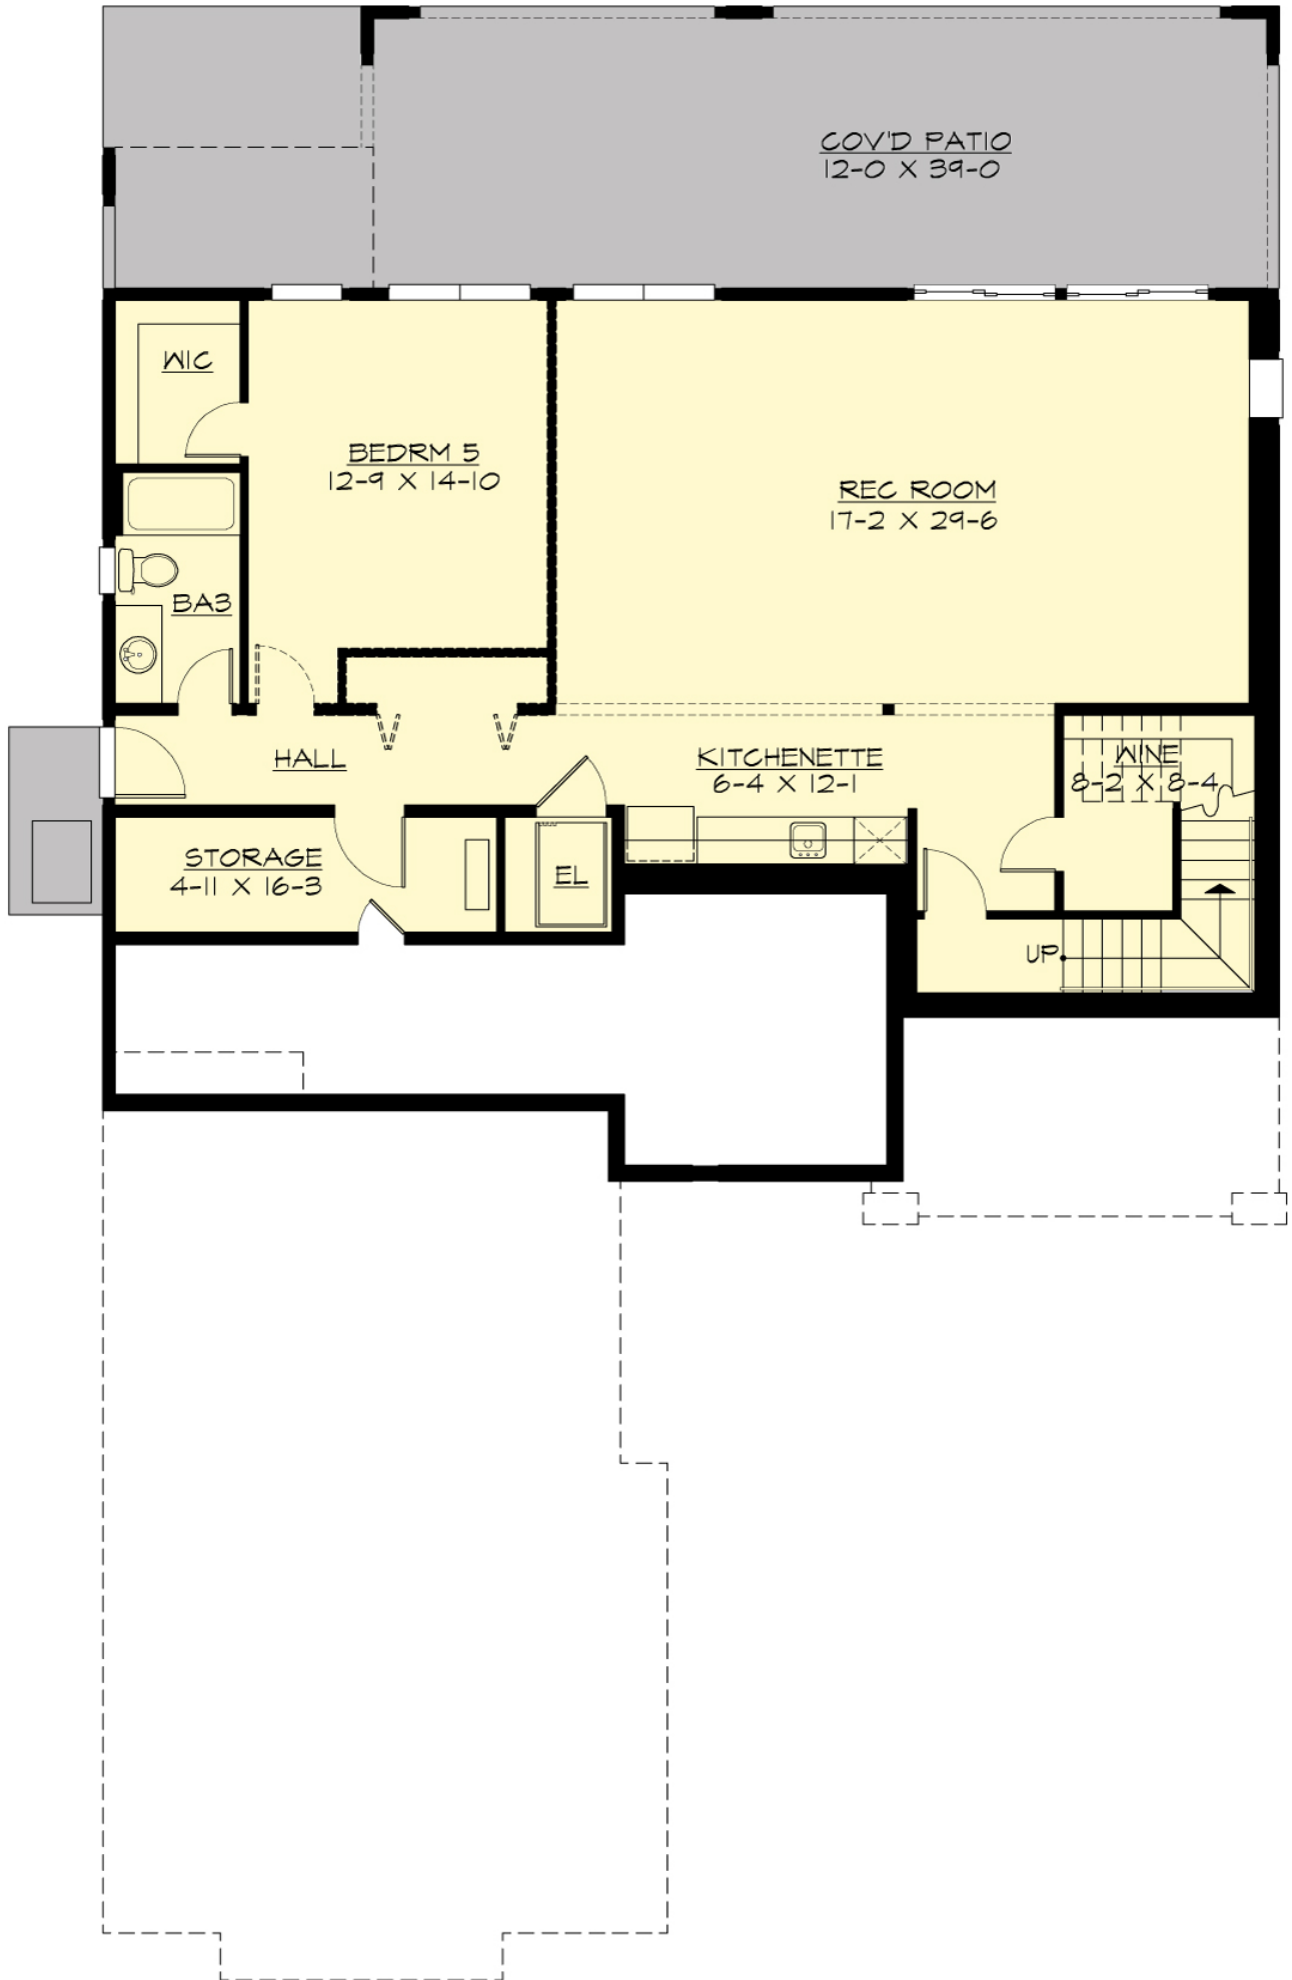 COV'D PATIO
12-0 X 39-0
WIC
BEDRM 5
12-9 X 14-10
REC ROOM
17-2 X 29-6
BA3
HALL
KITCHENETTE
6-4 X 12-1
WINE
8-2 X 8-4
STORAGE
4-11 X 16-3
EL
UP